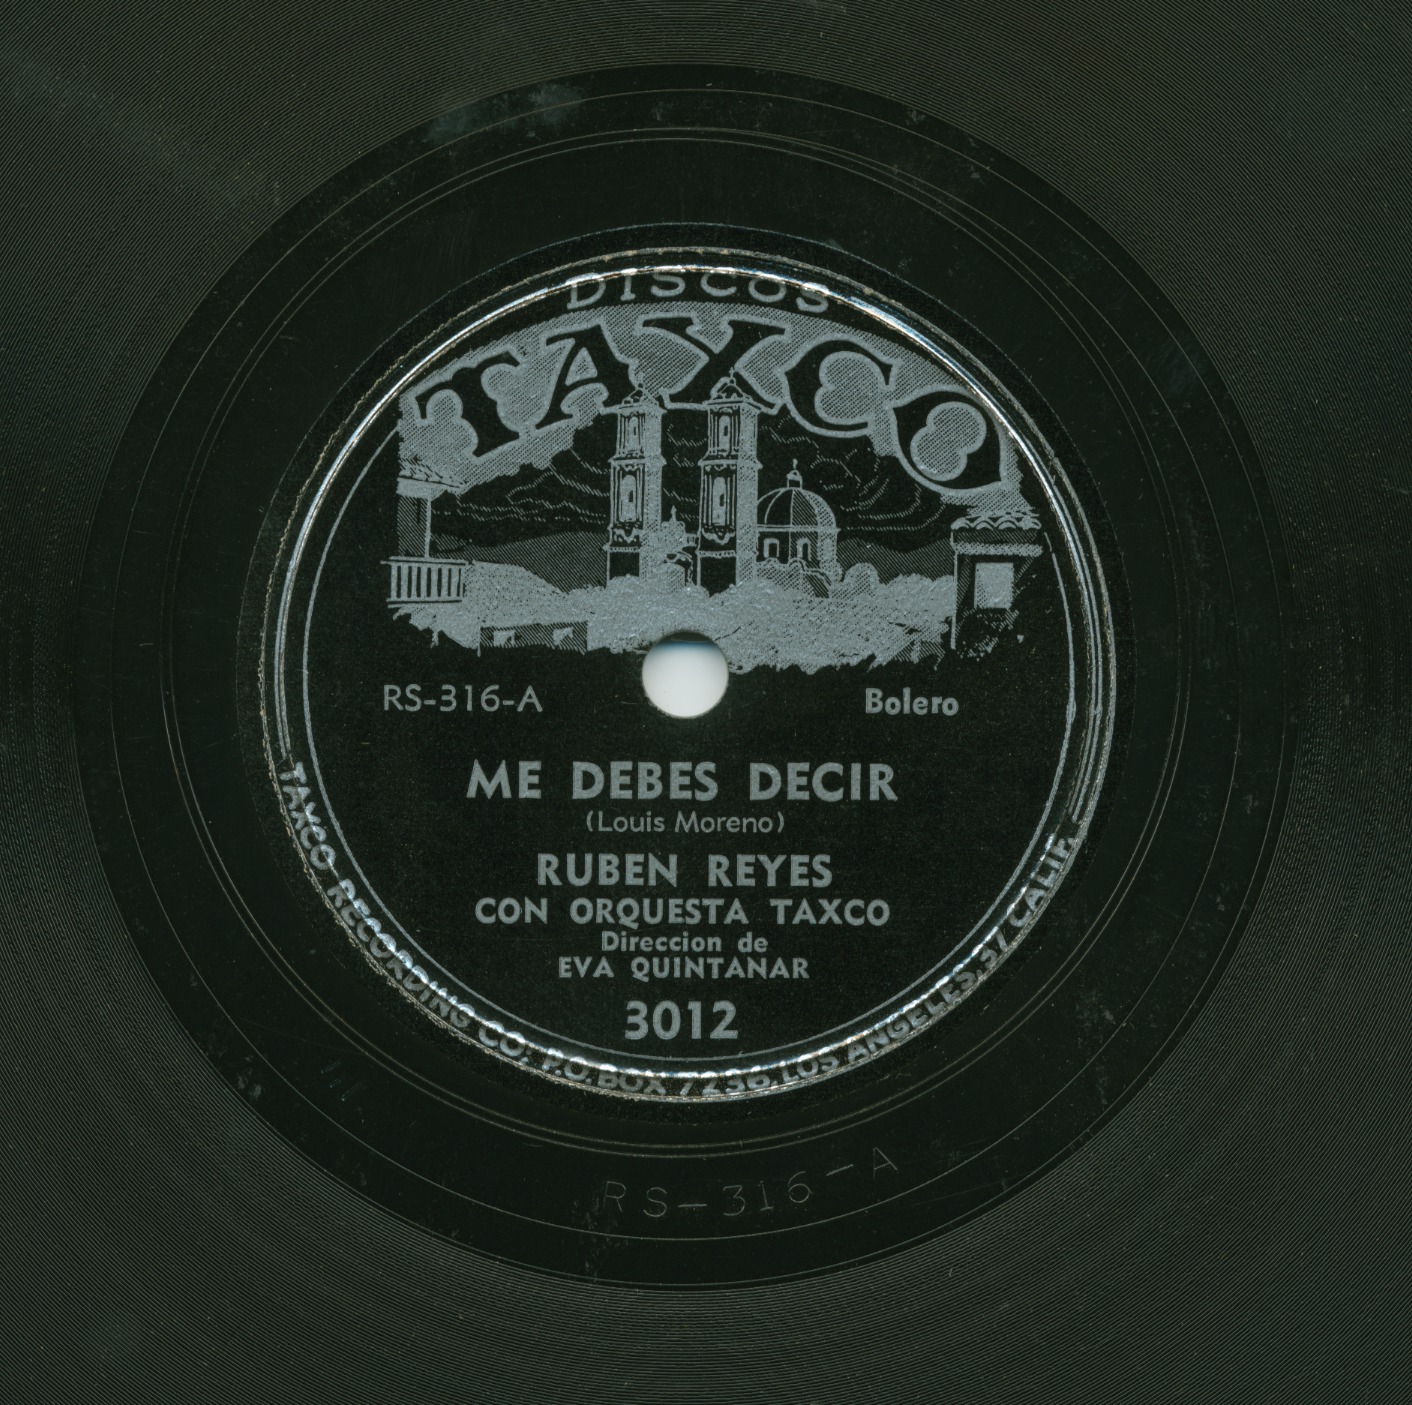 DISCOS
TAXCO
RS-316-A
Bolero
ME DEBES DECIR
(Louis Moreno)
RUBEN REYES
CON ORQUESTA TAXCO
Direccion de
EVA QUINTANAR
3012
TAXCO RECORDING CO. P.O. BOX 7236, LOS ANGELES, 37 CALIF.
RS-316-A